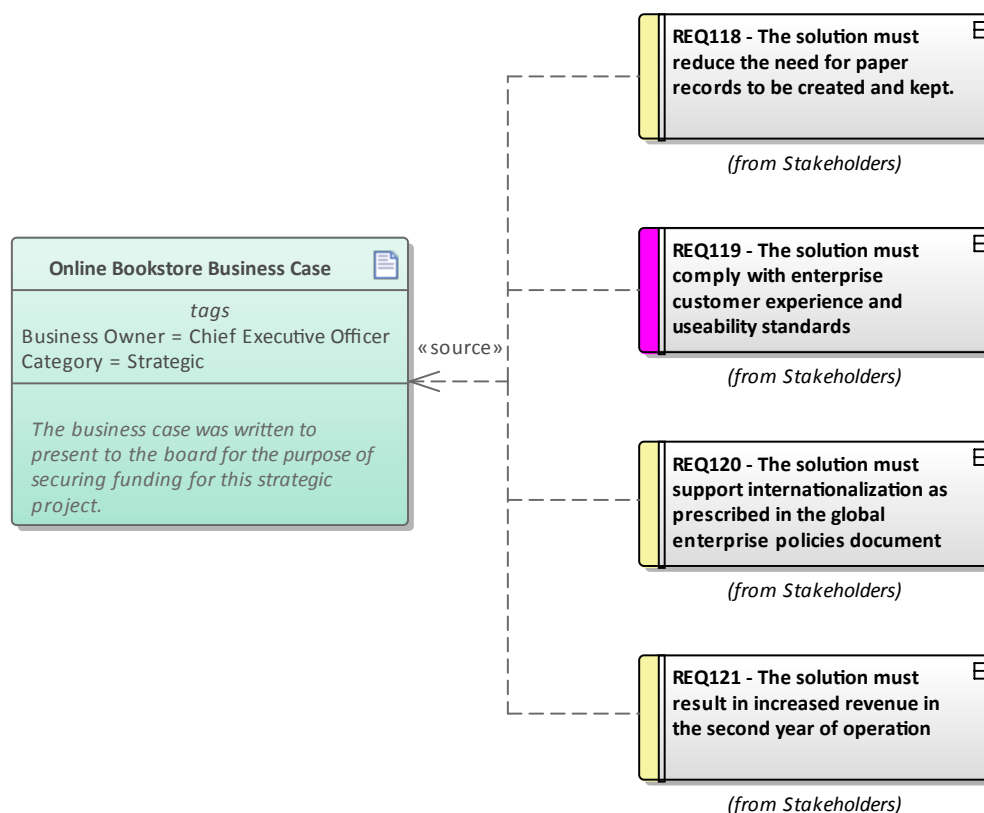 Online Bookstore Business Case
tags
Business Owner = Chief Executive Officer
Category = Strategic
The business case was written to
present to the board for the purpose of
securing funding for this strategic
project.
«source»
REQ118 - The solution must
reduce the need for paper
records to be created and kept.
(from Stakeholders)
REQ119 - The solution must
comply with enterprise
customer experience and
useability standards
(from Stakeholders)
REQ120 - The solution must
support internationalization as
prescribed in the global
enterprise policies document
(from Stakeholders)
REQ121 - The solution must
result in increased revenue in
the second year of operation
(from Stakeholders)